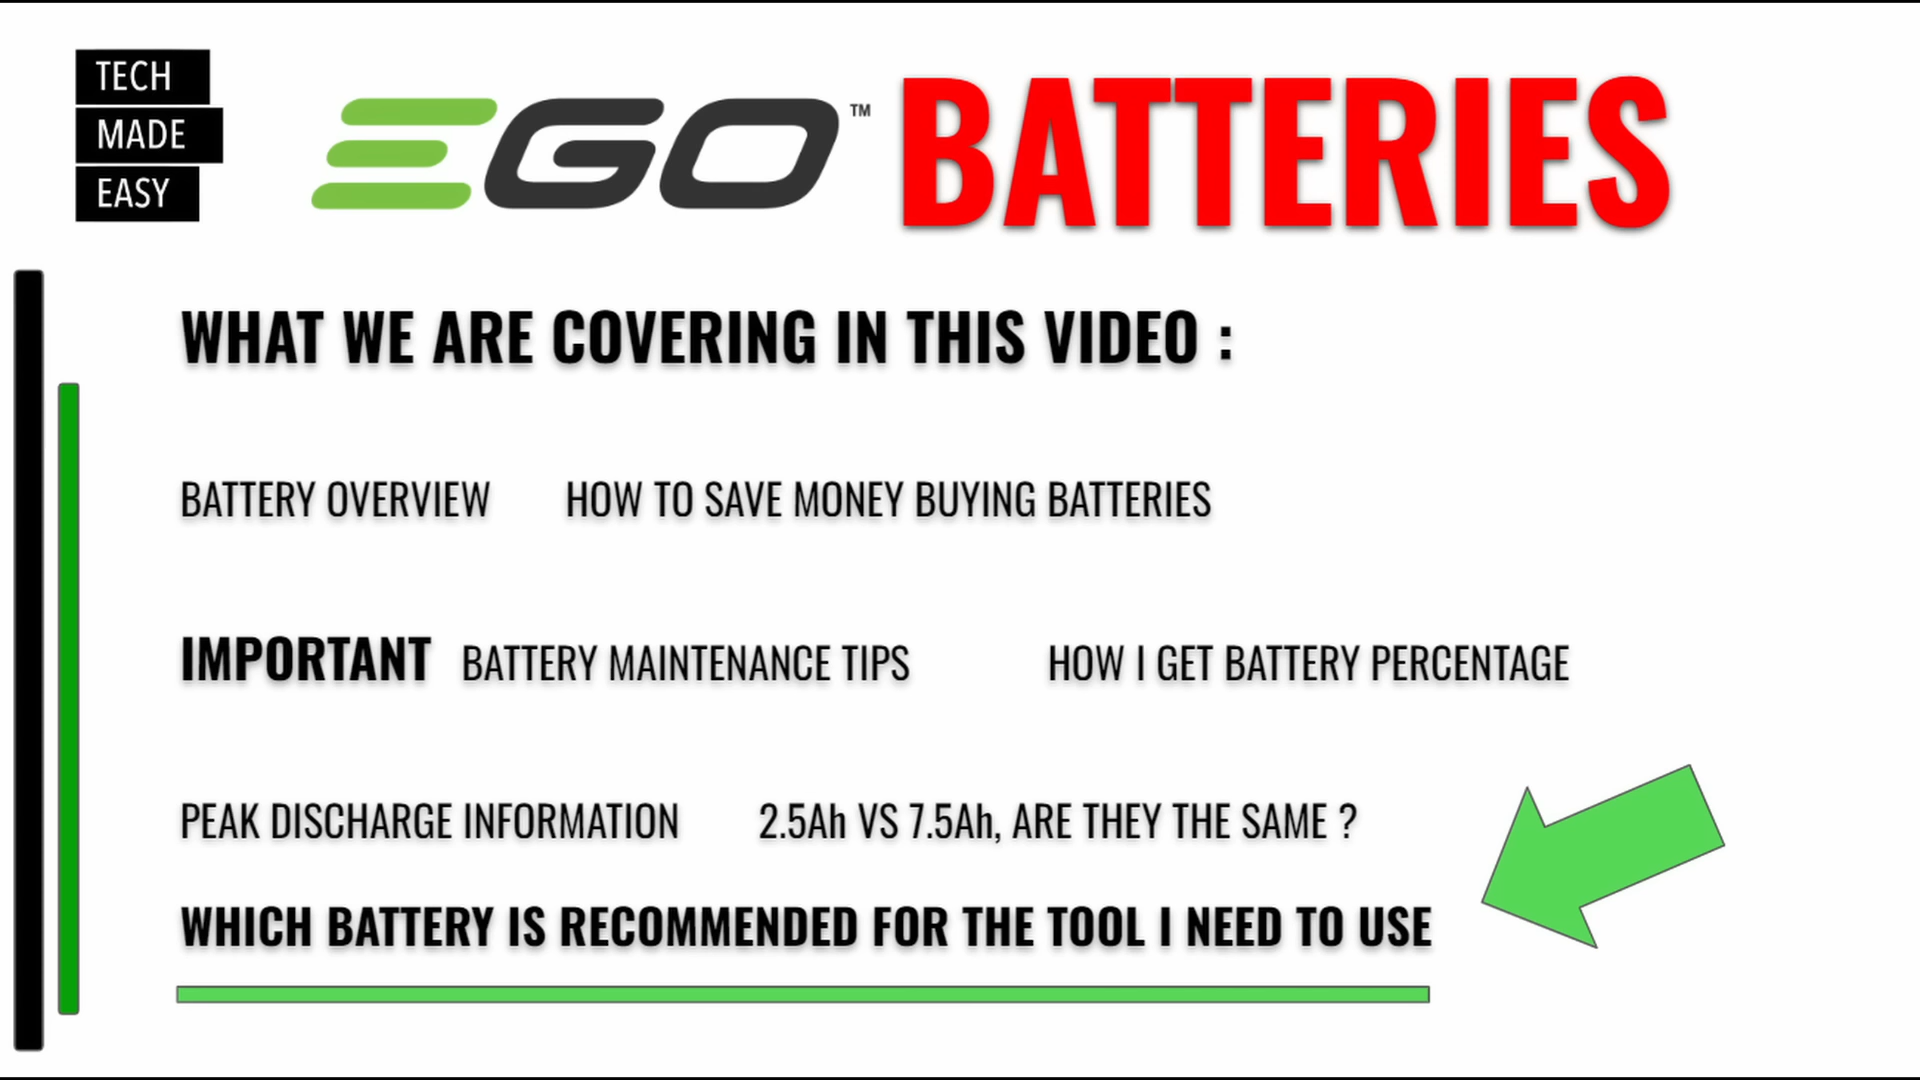 TECH
MADE
EASY
EGO™ BATTERIES
WHAT WE ARE COVERING IN THIS VIDEO :
BATTERY OVERVIEW HOW TO SAVE MONEY BUYING BATTERIES
IMPORTANT BATTERY MAINTENANCE TIPS HOW I GET BATTERY PERCENTAGE
PEAK DISCHARGE INFORMATION 2.5Ah VS 7.5Ah, ARE THEY THE SAME ?
WHICH BATTERY IS RECOMMENDED FOR THE TOOL I NEED TO USE